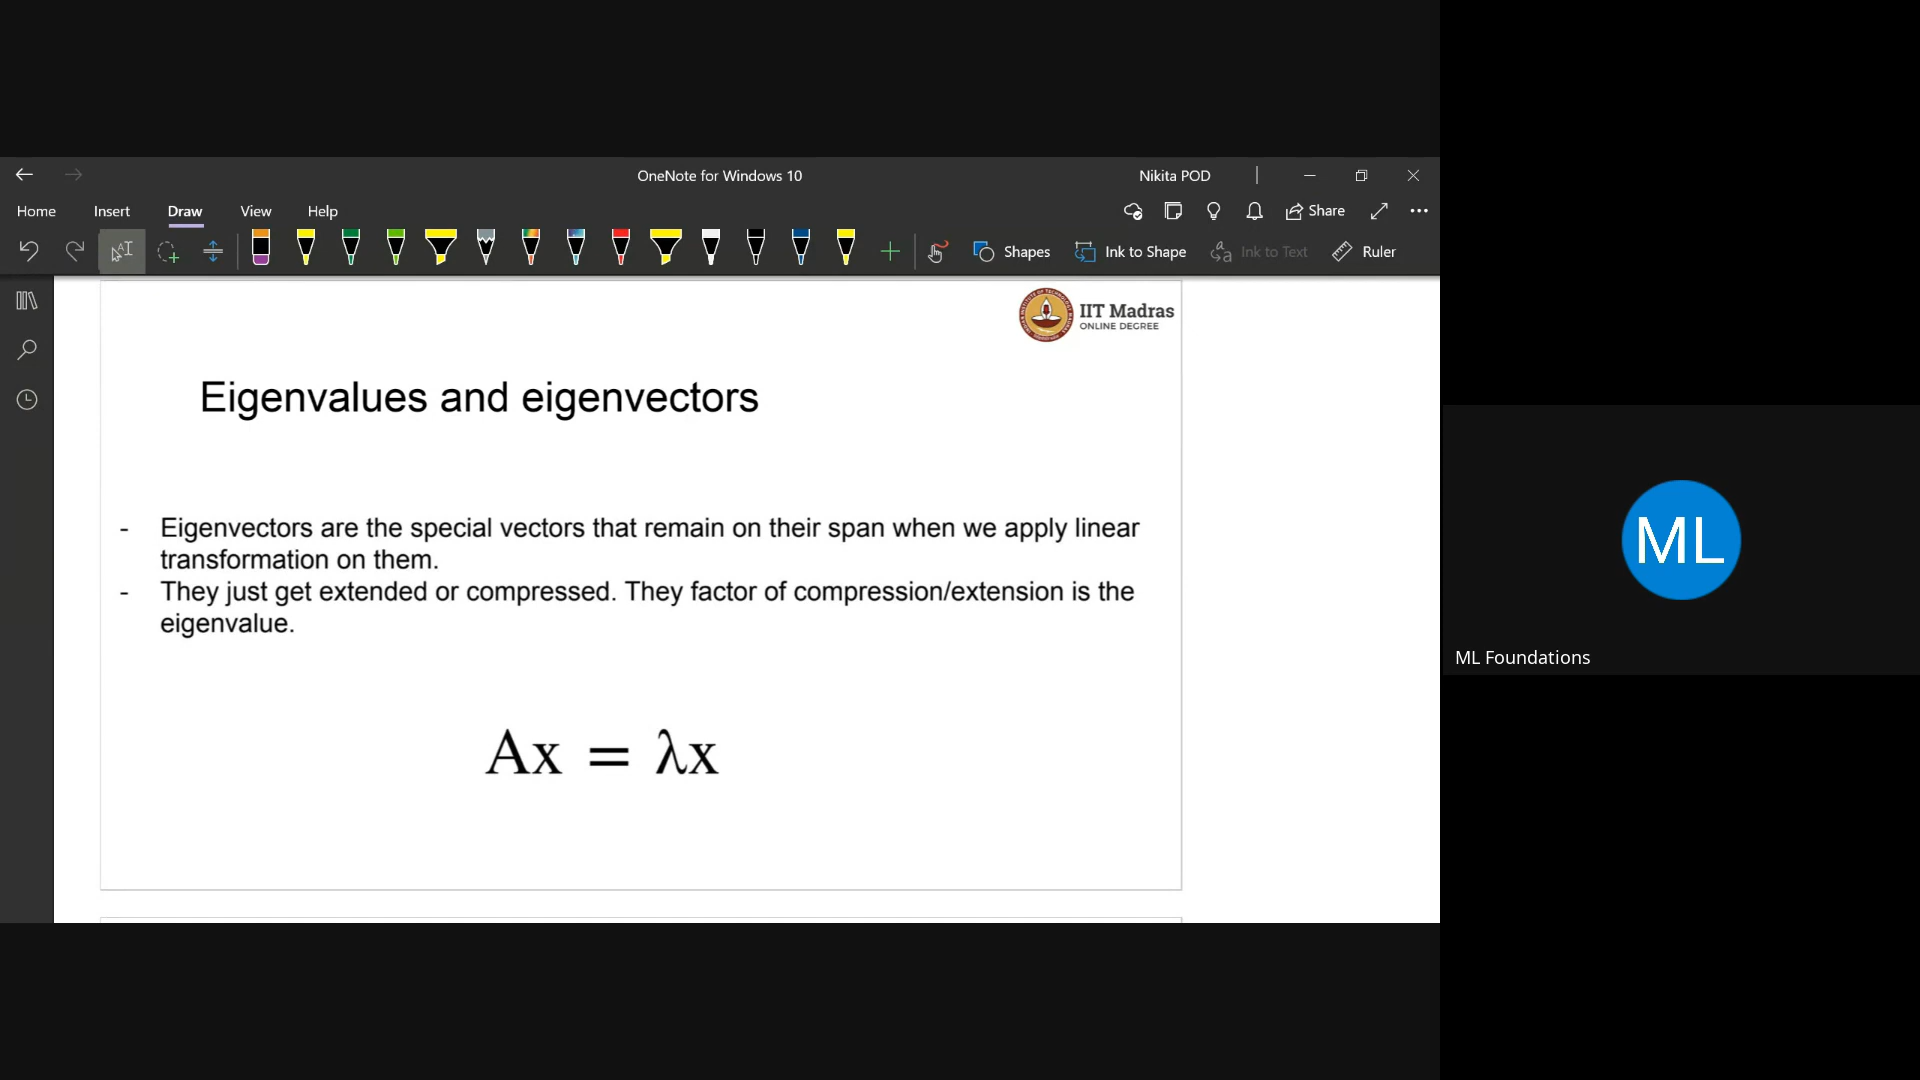 OneNote for Windows 10
Nikita POD
Home Insert Draw View Help
Share
Shapes Ink to Shape Ink to Text Ruler
IIT Madras
ONLINE DEGREE
Eigenvalues and eigenvectors
- Eigenvectors are the special vectors that remain on their span when we apply linear
transformation on them.
- They just get extended or compressed. They factor of compression/extension is the
eigenvalue.
Ax = λx
ML
ML Foundations